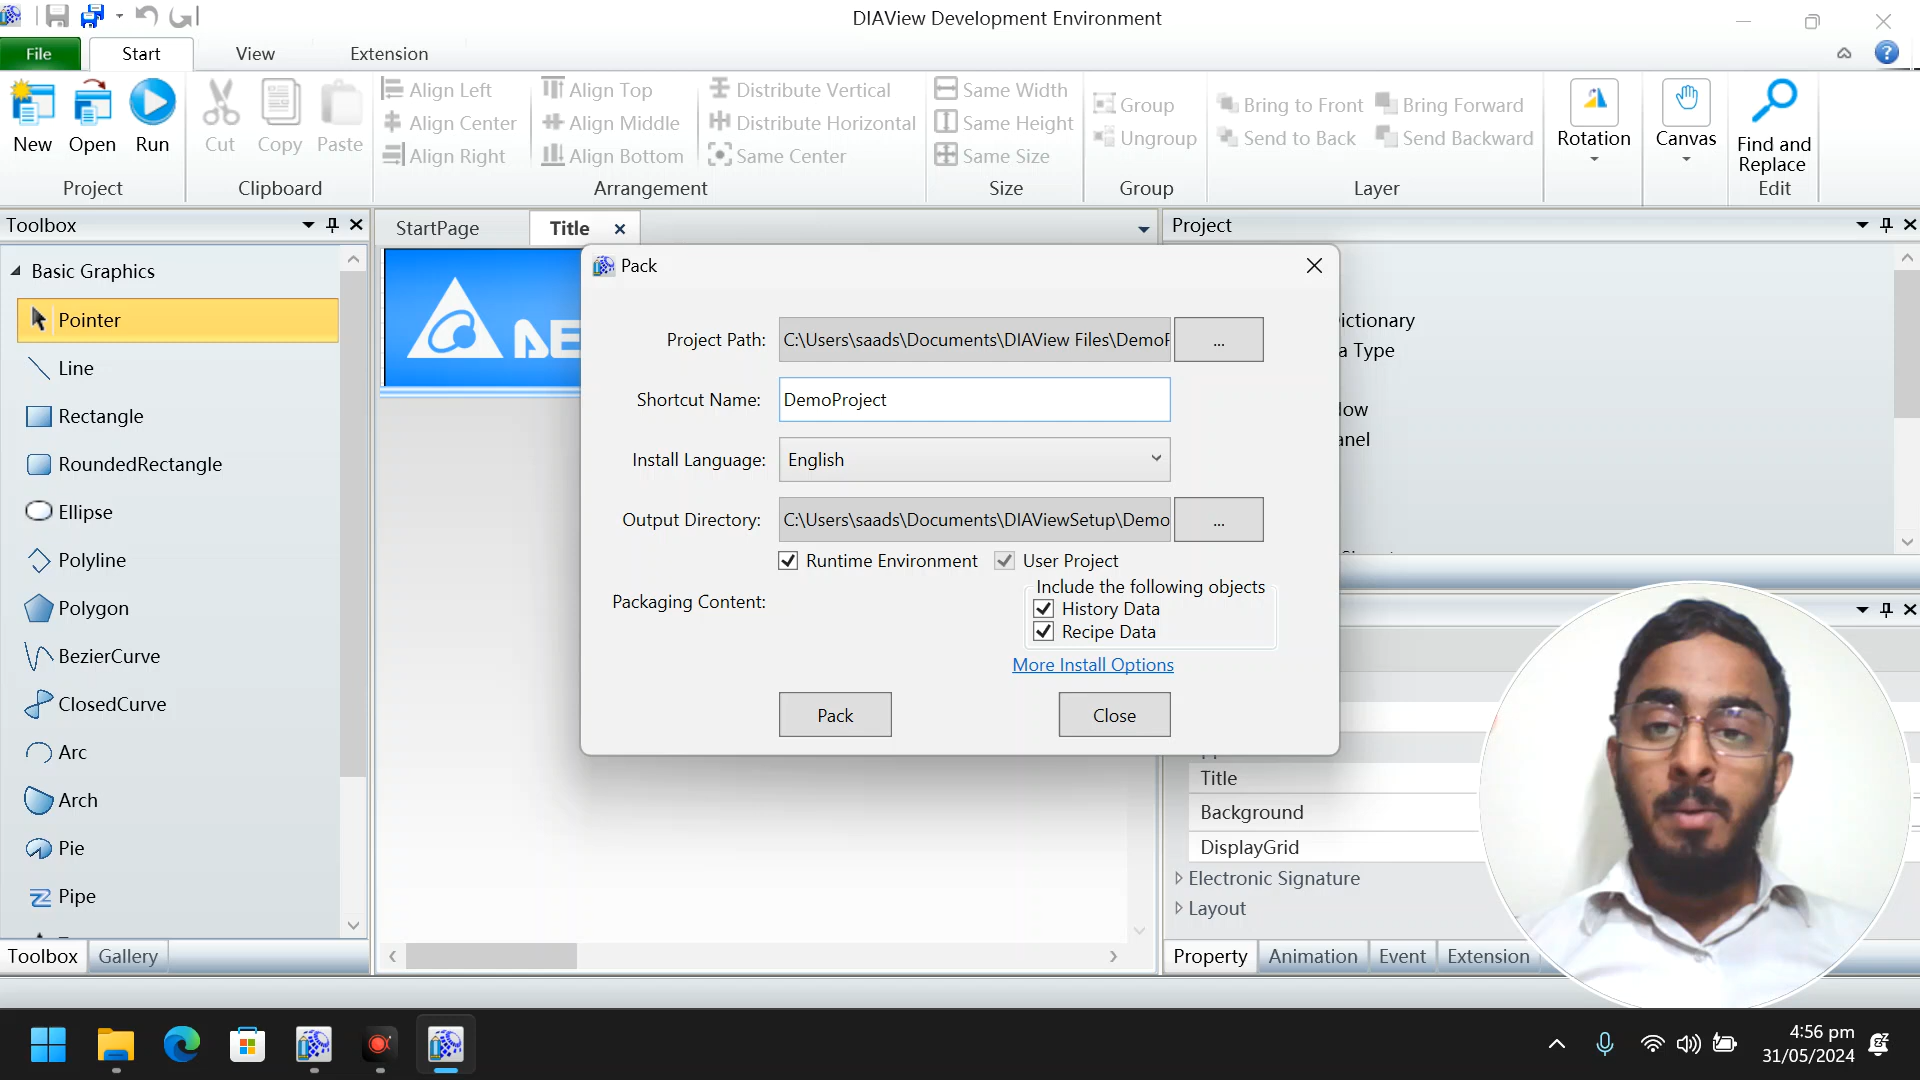 DIAView Development Environment
File
Start
View
Extension
New
Open
Run
Cut
Copy
Paste
Align Left
Align Center
Align Right
Align Top
Align Middle
Align Bottom
Distribute Vertical
Distribute Horizontal
Same Center
Same Width
Same Height
Same Size
Group
Ungroup
Bring to Front
Send to Back
Bring Forward
Send Backward
Rotation
Canvas
Find and
Replace
Project
Clipboard
Arrangement
Size
Group
Layer
Edit
Toolbox
StartPage
Title
Project
Basic Graphics
Pointer
Line
Rectangle
RoundedRectangle
Ellipse
Polyline
Polygon
BezierCurve
ClosedCurve
Arc
Arch
Pie
Pipe
Toolbox
Gallery
Pack
Project Path:
C:\Users\saads\Documents\DIAView Files\DemoP
...
Shortcut Name:
DemoProject
Install Language:
English
Output Directory:
C:\Users\saads\Documents\DIAViewSetup\Demo
...
Runtime Environment
User Project
Packaging Content:
Include the following objects
History Data
Recipe Data
More Install Options
Pack
Close
ictionary
a Type
low
anel
Title
Background
DisplayGrid
Electronic Signature
Layout
Property
Animation
Event
Extension
4:56 pm
31/05/2024